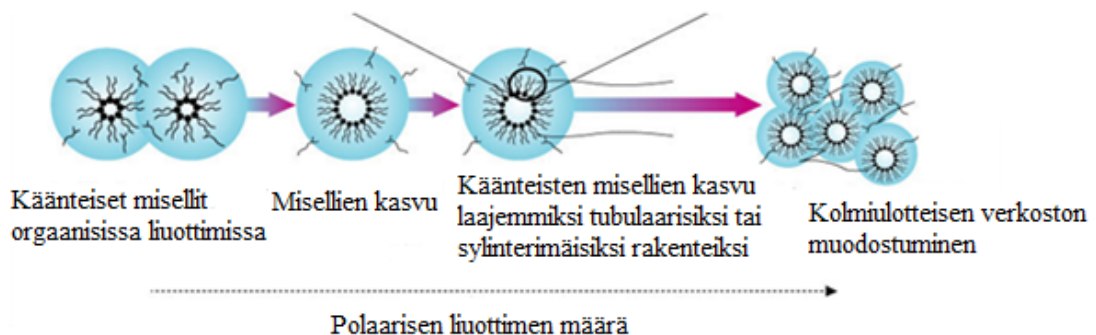 Käänteiset misellit
orgaanisissa liuottimissa
Misellien kasvu
Käänteisten misellien kasvu
laajemmiksi tubulaarisiksi tai
sylinterimäisiksi rakenteiksi
Kolmiulotteisen verkoston
muodostuminen
Polaarisen liuottimen määrä